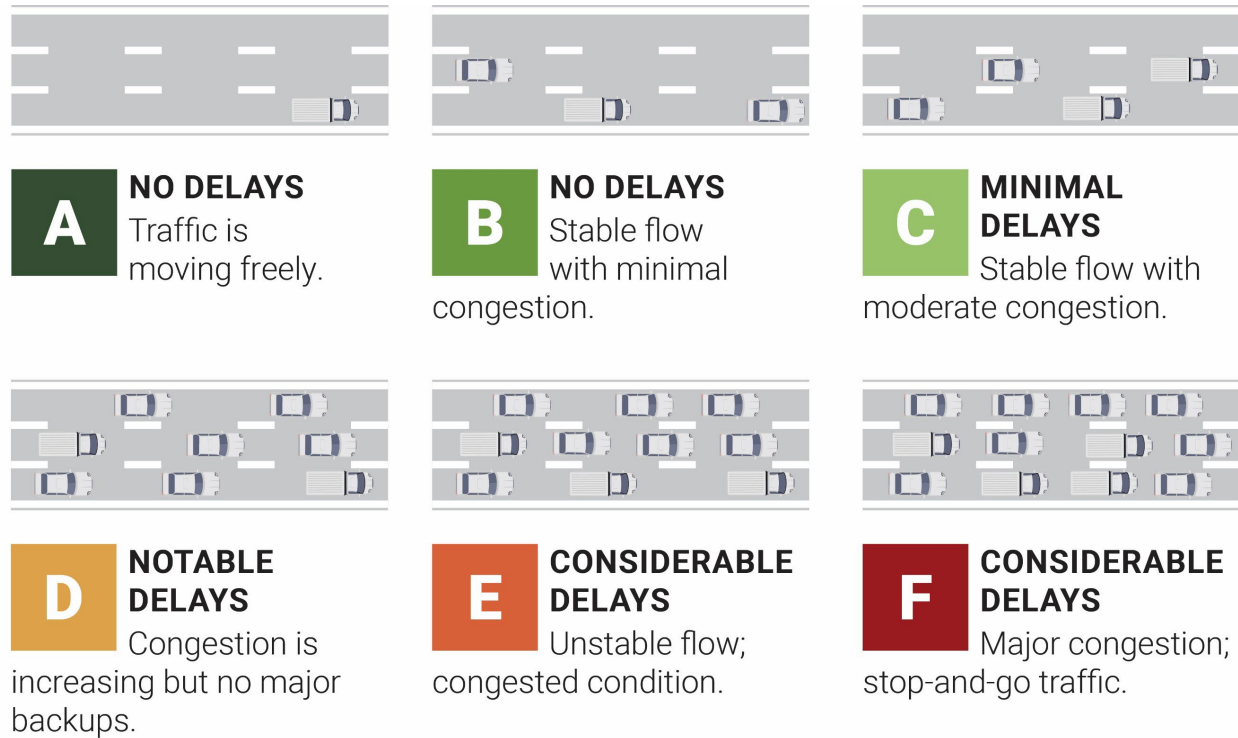 A
NO DELAYS
Traffic is
moving freely.
B
NO DELAYS
Stable flow
with minimal
congestion.
C
MINIMAL
DELAYS
Stable flow with
moderate congestion.
D
NOTABLE
DELAYS
Congestion is
increasing but no major
backups.
E
CONSIDERABLE
DELAYS
Unstable flow;
congested condition.
F
CONSIDERABLE
DELAYS
Major congestion;
stop-and-go traffic.